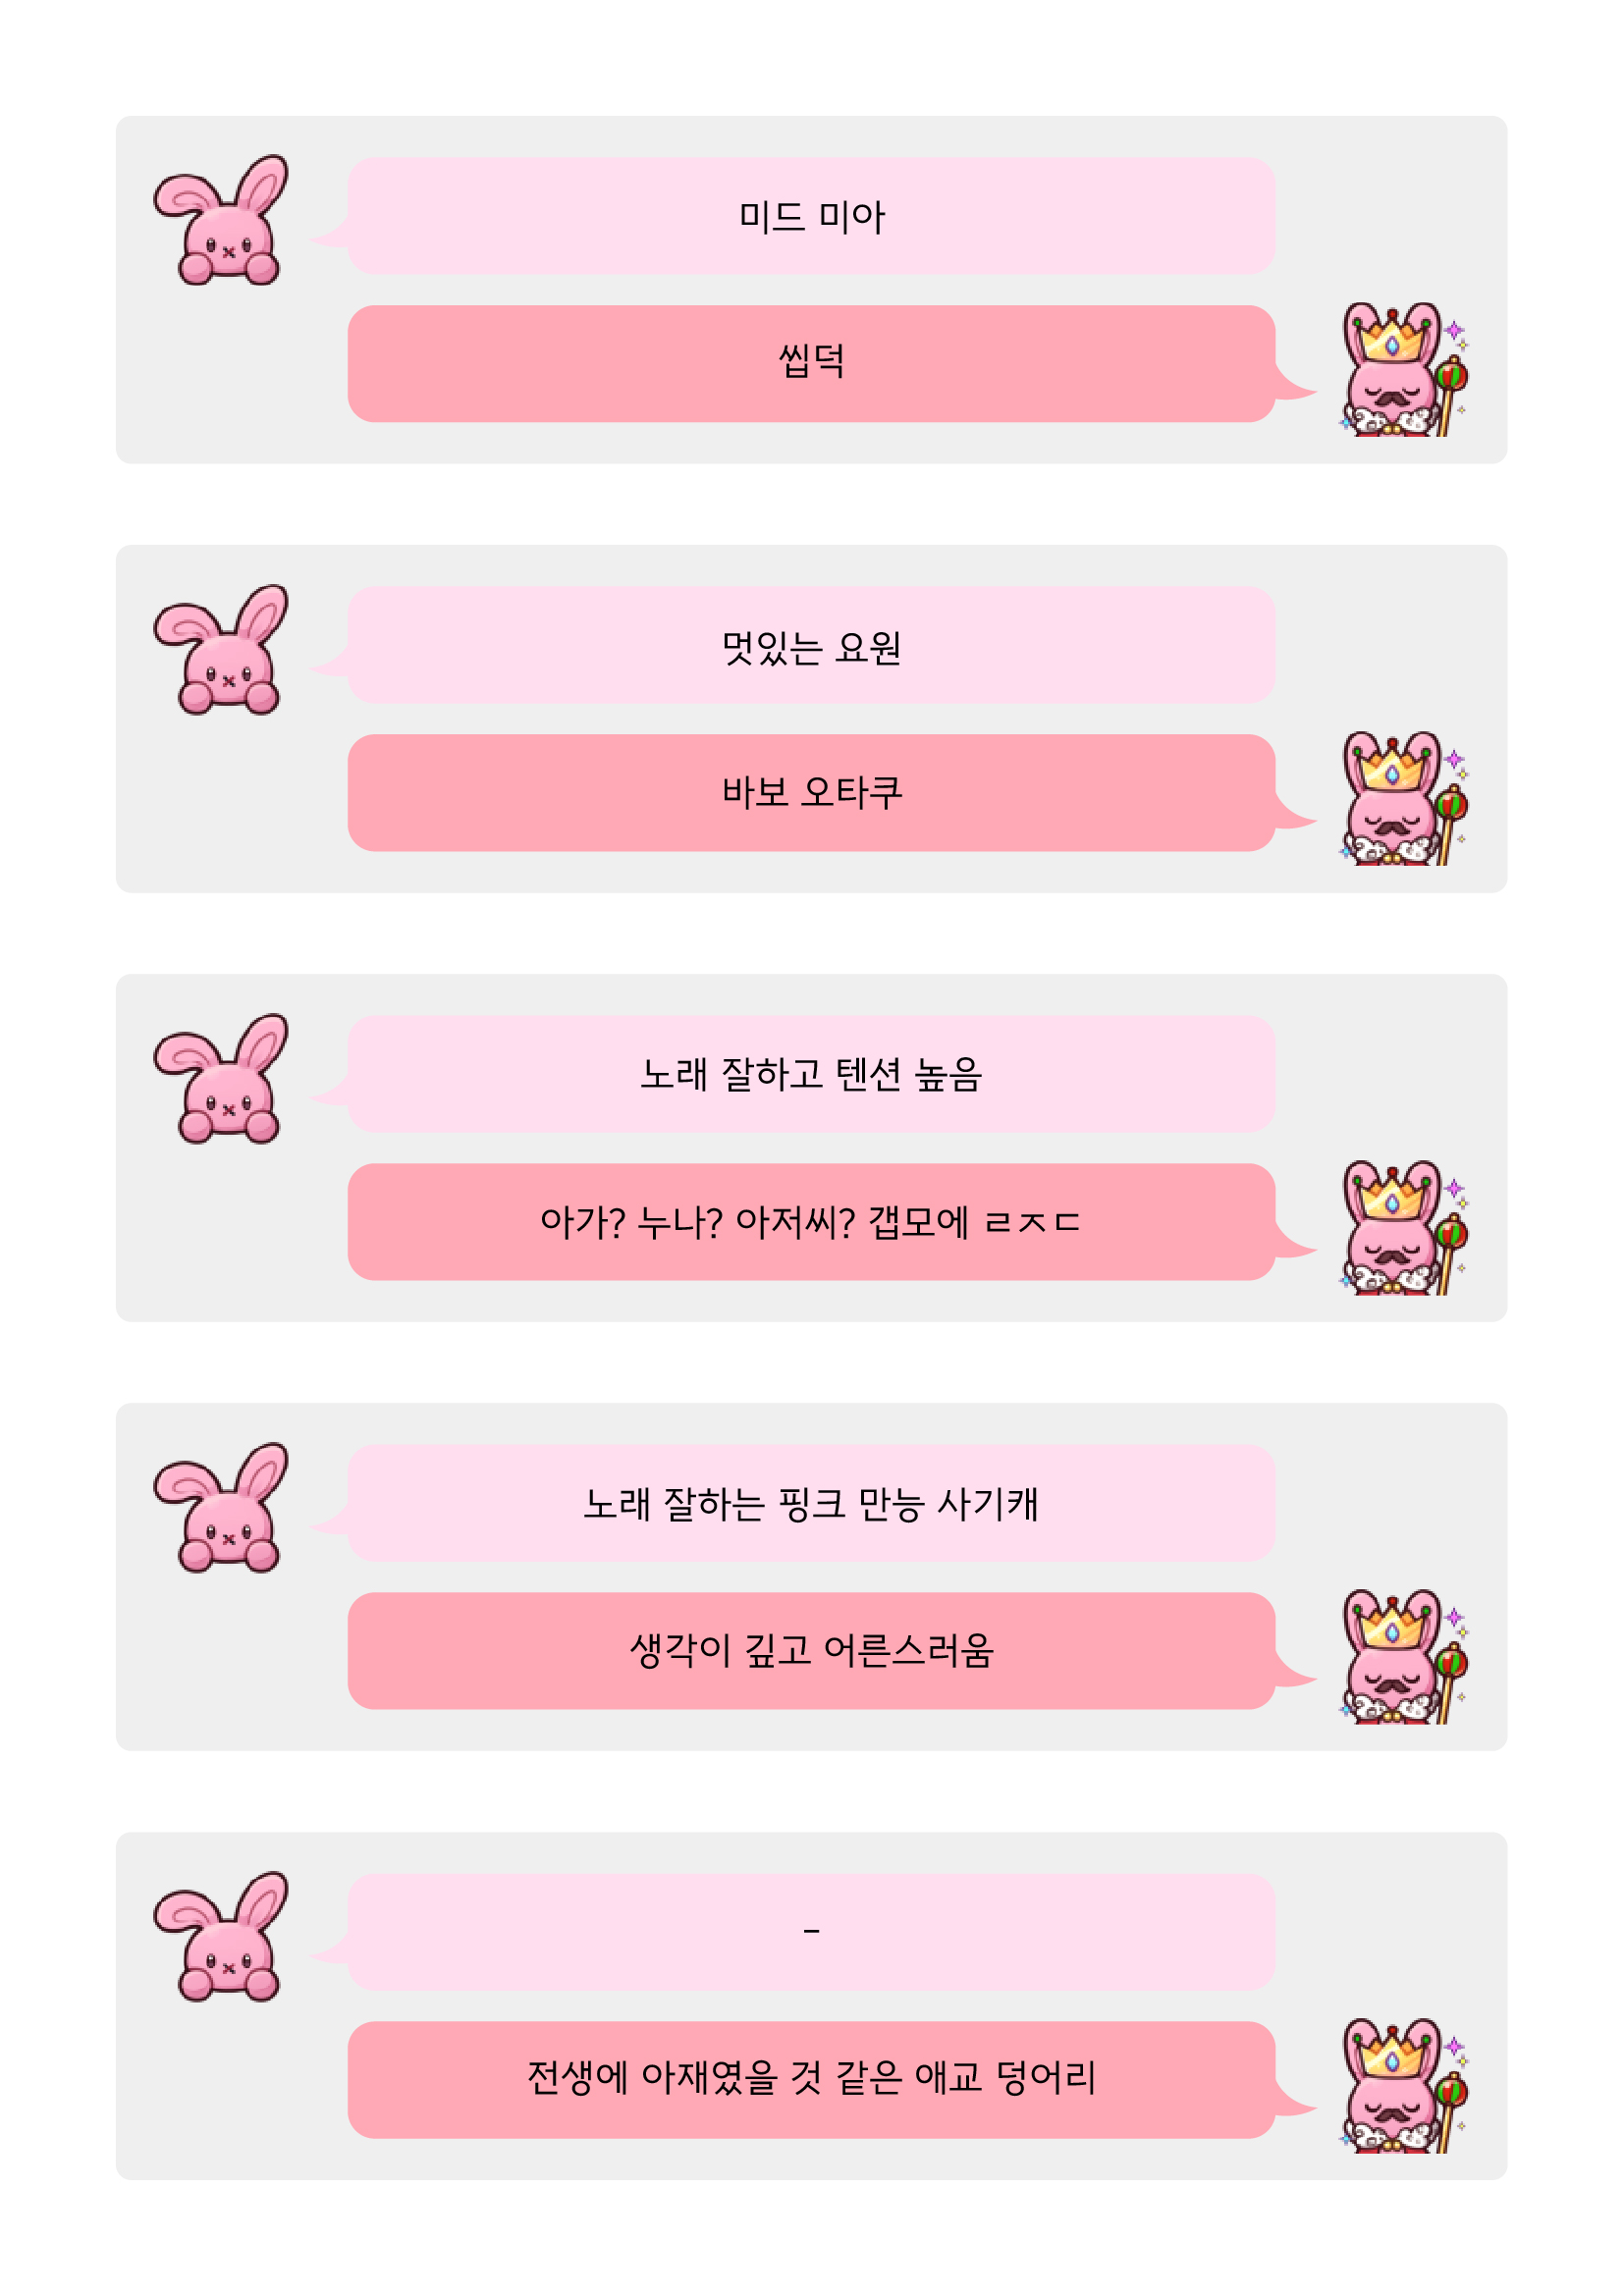 미드 미아
씹덕
멋있는 요원
바보 오타쿠
노래 잘하고 텐션 높음
아가? 누나? 아저씨? 갭모에 ㄹㅈㄷ
노래 잘하는 핑크 만능 사기캐
생각이 깊고 어른스러움
–
전생에 아재였을 것 같은 애교 덩어리